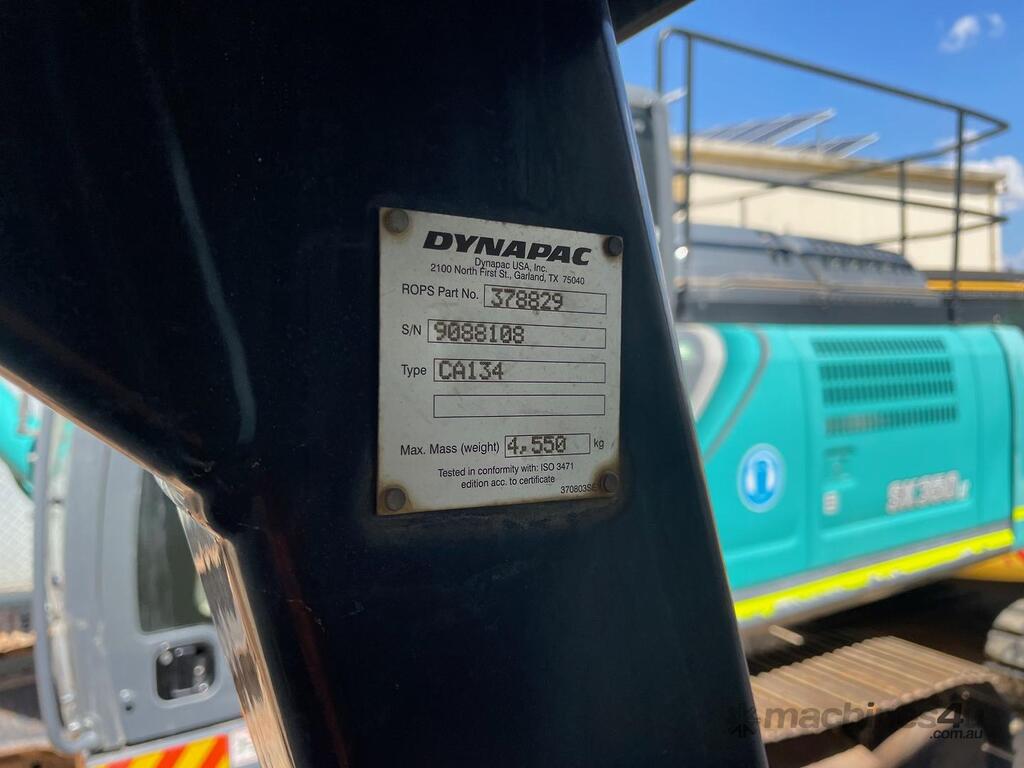 DYNAPAC
Dynapac USA, Inc.
2100 North First St., Garland, TX 75040
ROPS Part No. 378829
S/N 9088108
Type CA134
Max. Mass (weight) 4,550 kg
Tested in conformity with: ISO 3471
edition acc. to certificate
370803SE
SK350
machines4u
.com.au